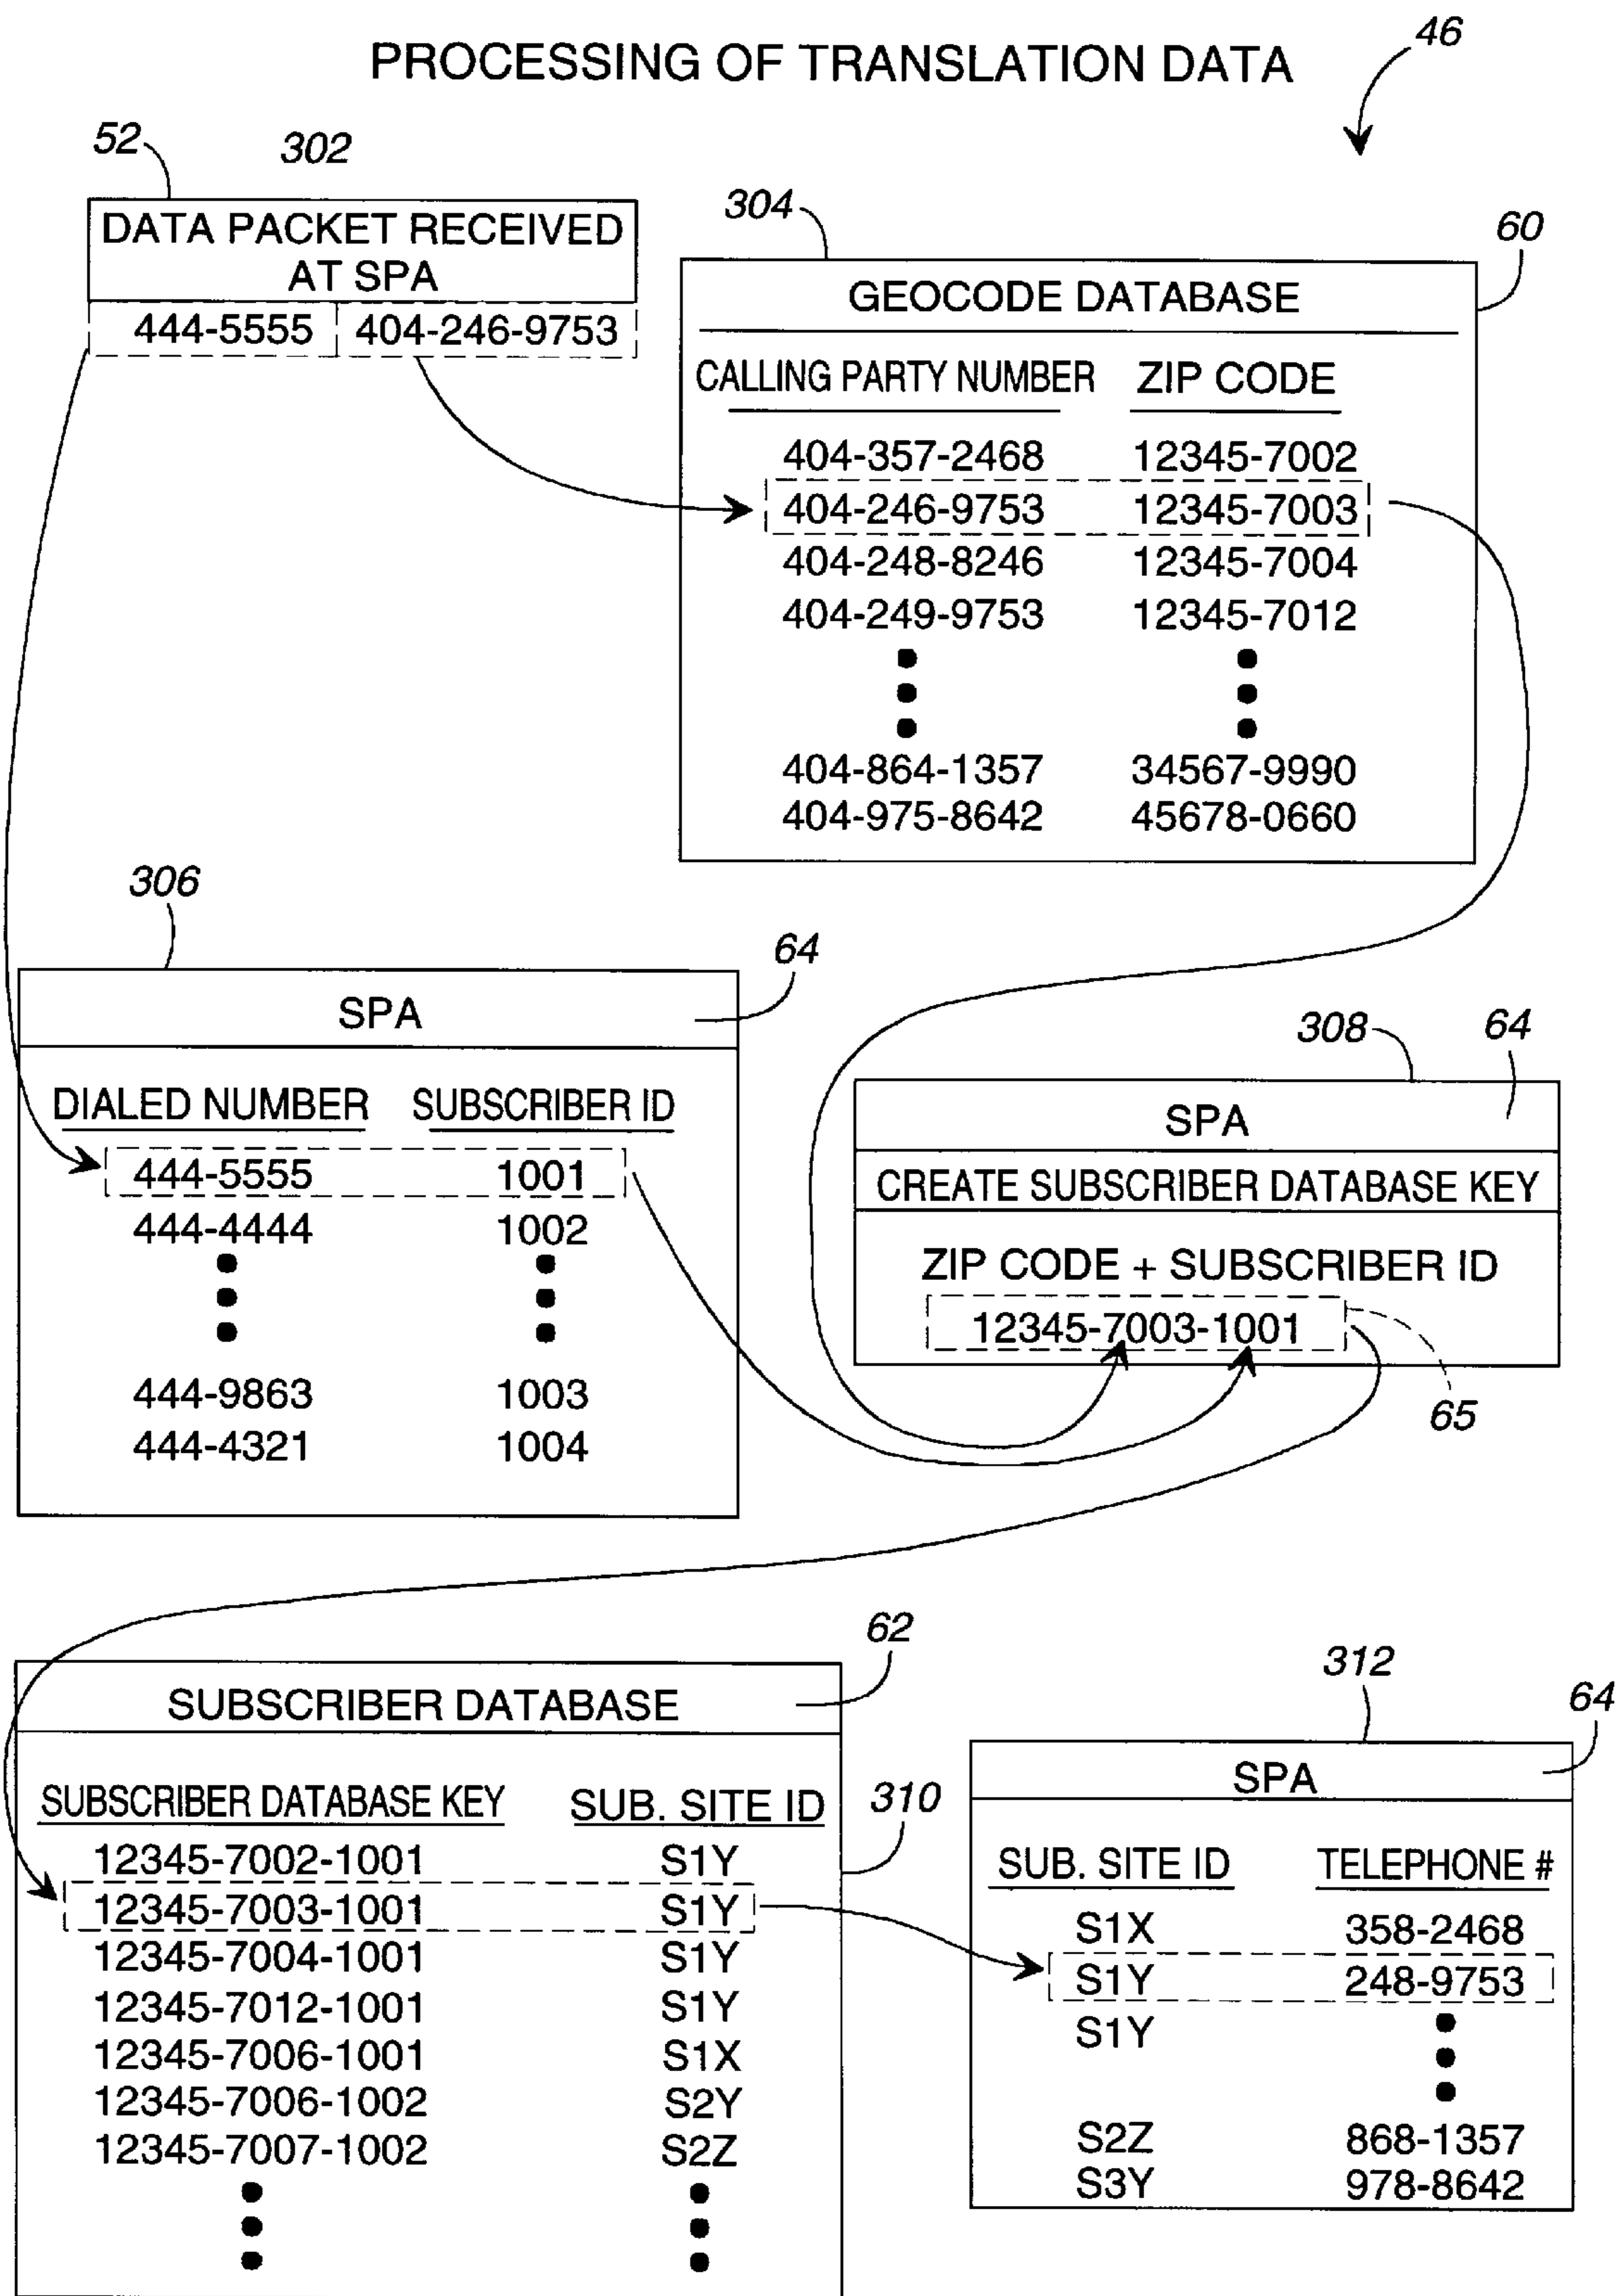 PROCESSING OF TRANSLATION DATA
46
52
302
DATA PACKET RECEIVED
AT SPA
444-5555 404-246-9753
304
60
GEOCODE DATABASE
CALLING PARTY NUMBER ZIP CODE
404-357-2468 12345-7002
404-246-9753 12345-7003
404-248-8246 12345-7004
404-249-9753 12345-7012
404-864-1357 34567-9990
404-975-8642 45678-0660
306
64
SPA
DIALED NUMBER SUBSCRIBER ID
444-5555 1001
444-4444 1002
444-9863 1003
444-4321 1004
308
64
SPA
CREATE SUBSCRIBER DATABASE KEY
ZIP CODE + SUBSCRIBER ID
12345-7003-1001
65
62
SUBSCRIBER DATABASE
SUBSCRIBER DATABASE KEY SUB. SITE ID
310
12345-7002-1001 S1Y
12345-7003-1001 S1Y
12345-7004-1001 S1Y
12345-7012-1001 S1Y
12345-7006-1001 S1X
12345-7006-1002 S2Y
12345-7007-1002 S2Z
312
64
SPA
SUB. SITE ID TELEPHONE #
S1X 358-2468
S1Y 248-9753
S1Y
S2Z 868-1357
S3Y 978-8642